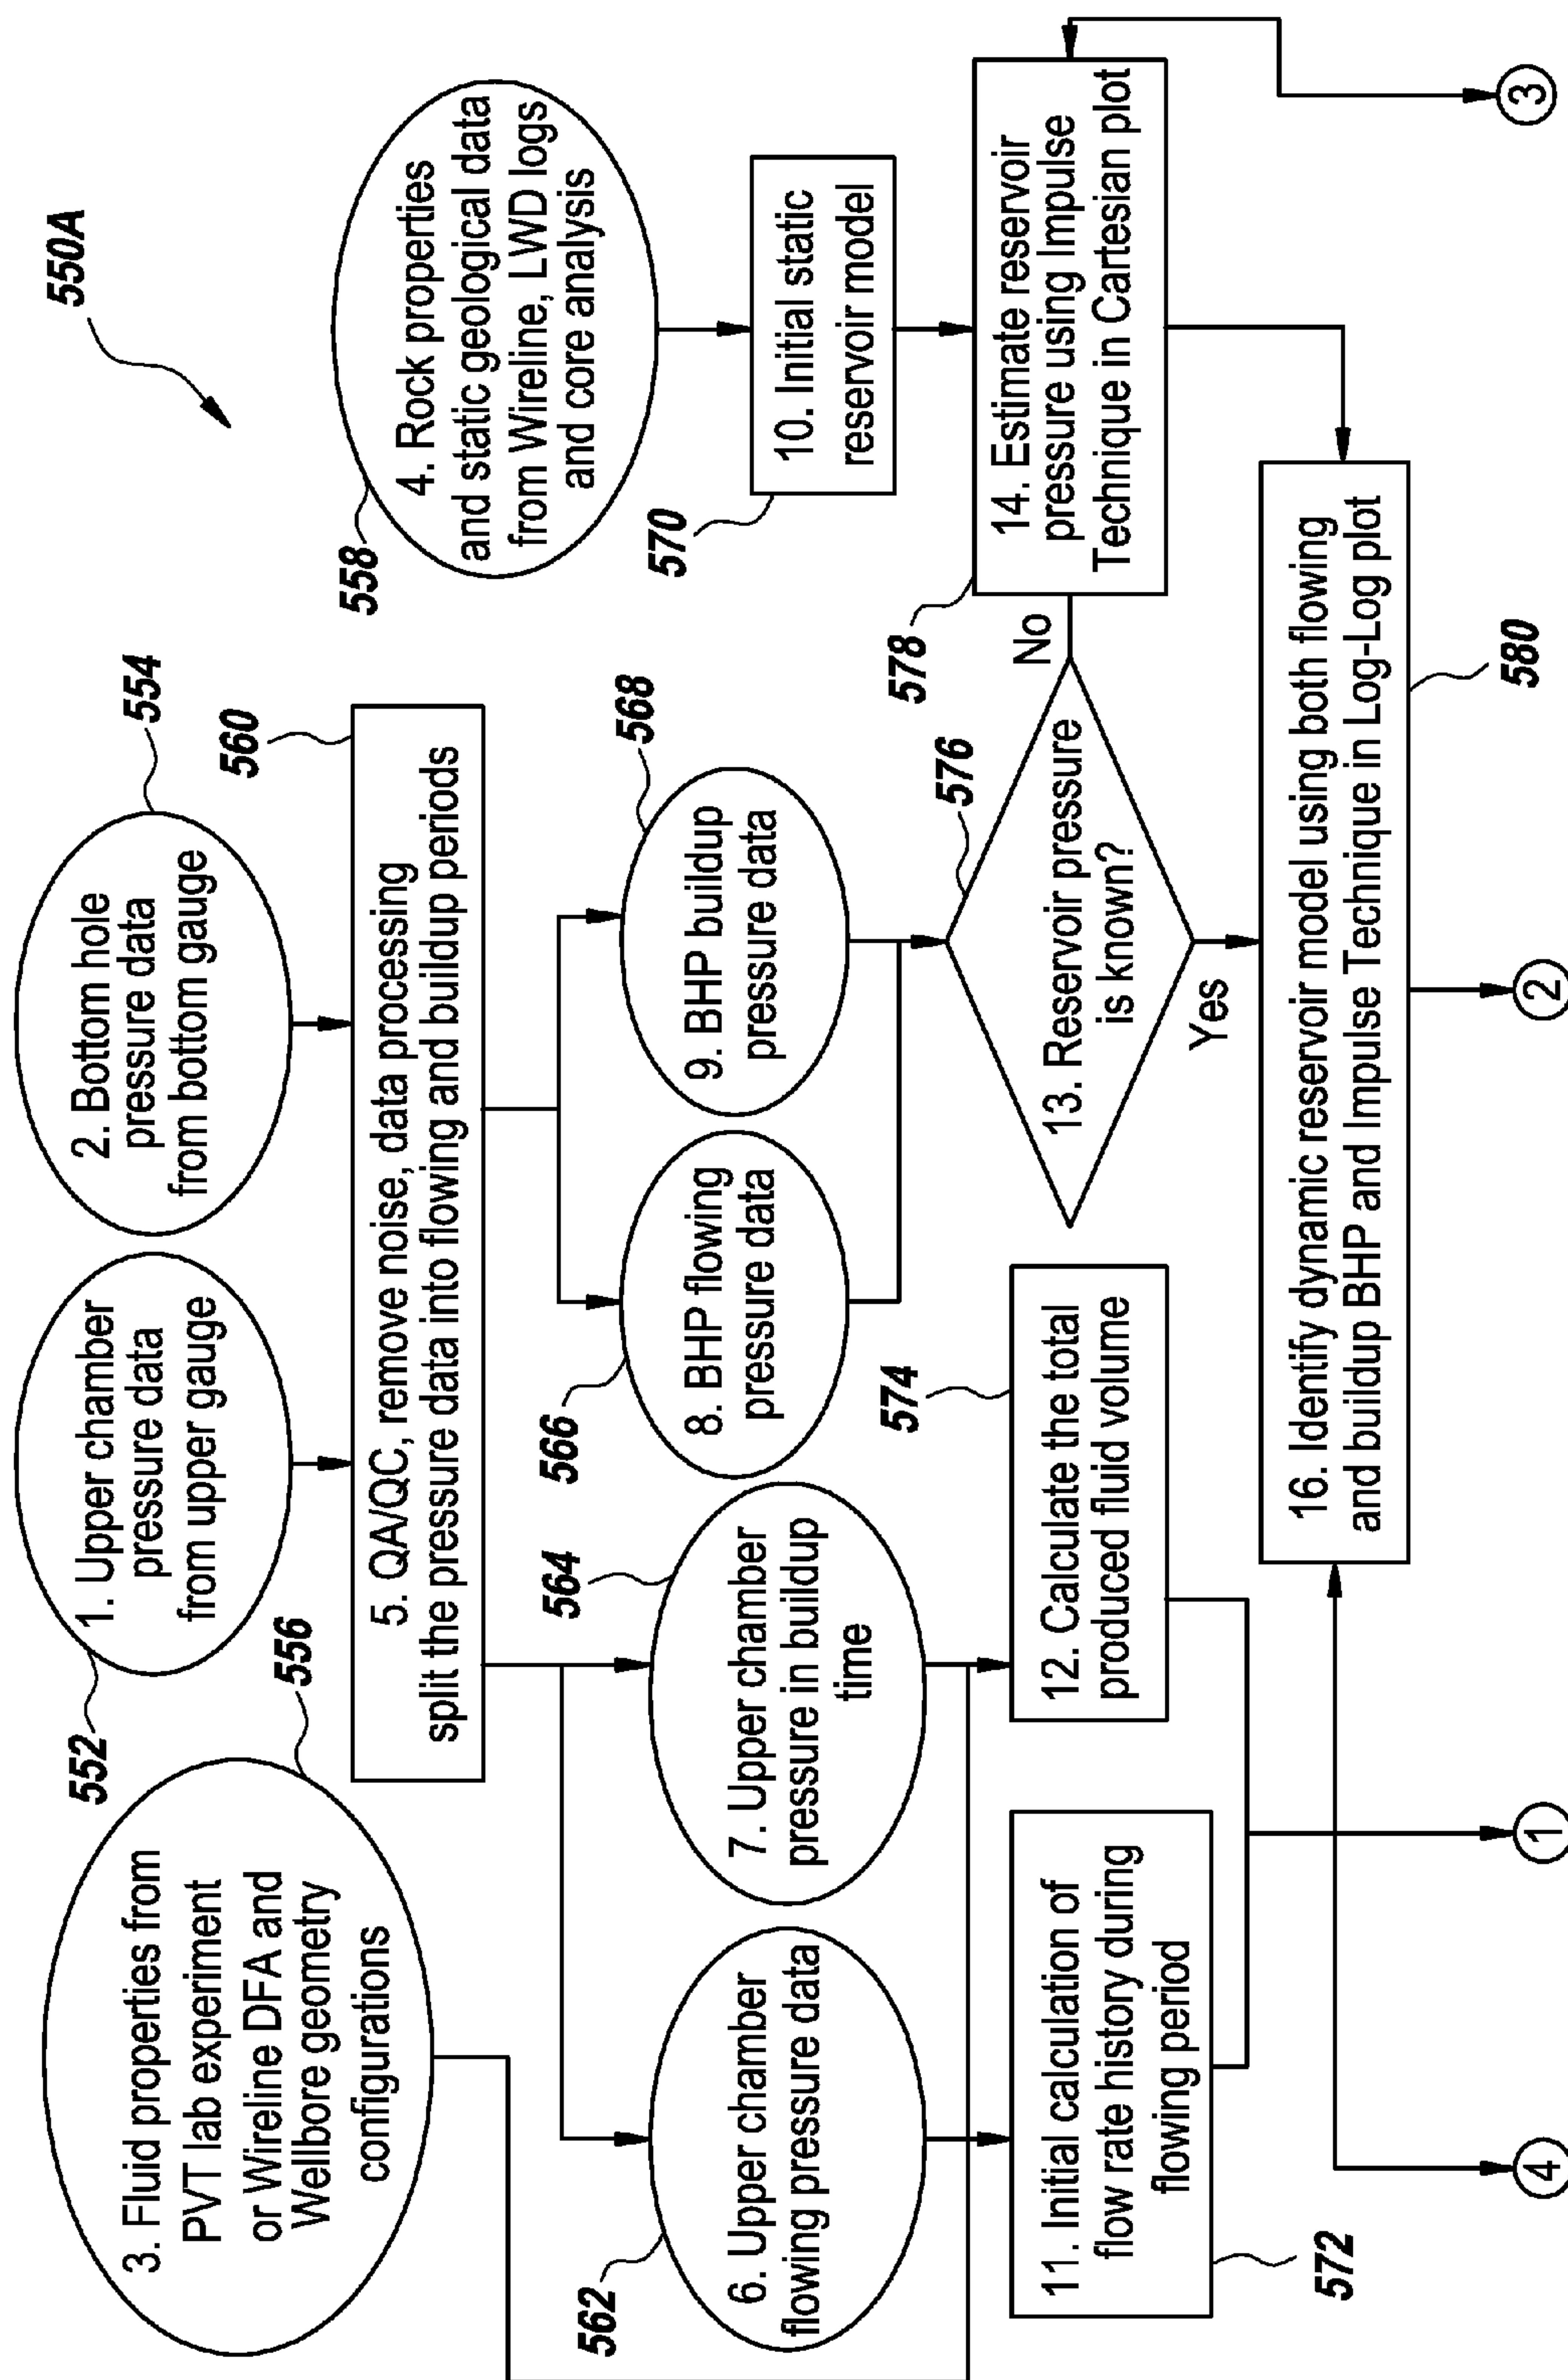 550A
552
1. Upper chamber
pressure data
from upper gauge
554
2. Bottom hole
pressure data
from bottom gauge
556
3. Fluid properties from
PVT lab experiment
or Wireline DFA and
Wellbore geometry
configurations
558
4. Rock properties
and static geological data
from Wireline, LWD logs
and core analysis
560
5. QA/QC, remove noise, data processing
split the pressure data into flowing and buildup periods
562
6. Upper chamber
flowing pressure data
564
7. Upper chamber
pressure in buildup
time
566
8. BHP flowing
pressure data
568
9. BHP buildup
pressure data
570
10. Initial static
reservoir model
572
11. Initial calculation of
flow rate history during
flowing period
574
12. Calculate the total
produced fluid volume
576
13. Reservoir pressure
is known?
No
Yes
578
14. Estimate reservoir
pressure using Impulse
Technique in Cartesian plot
16. Identify dynamic reservoir model using both flowing
and buildup BHP and Impulse Technique in Log-Log plot
580
4
1
2
3